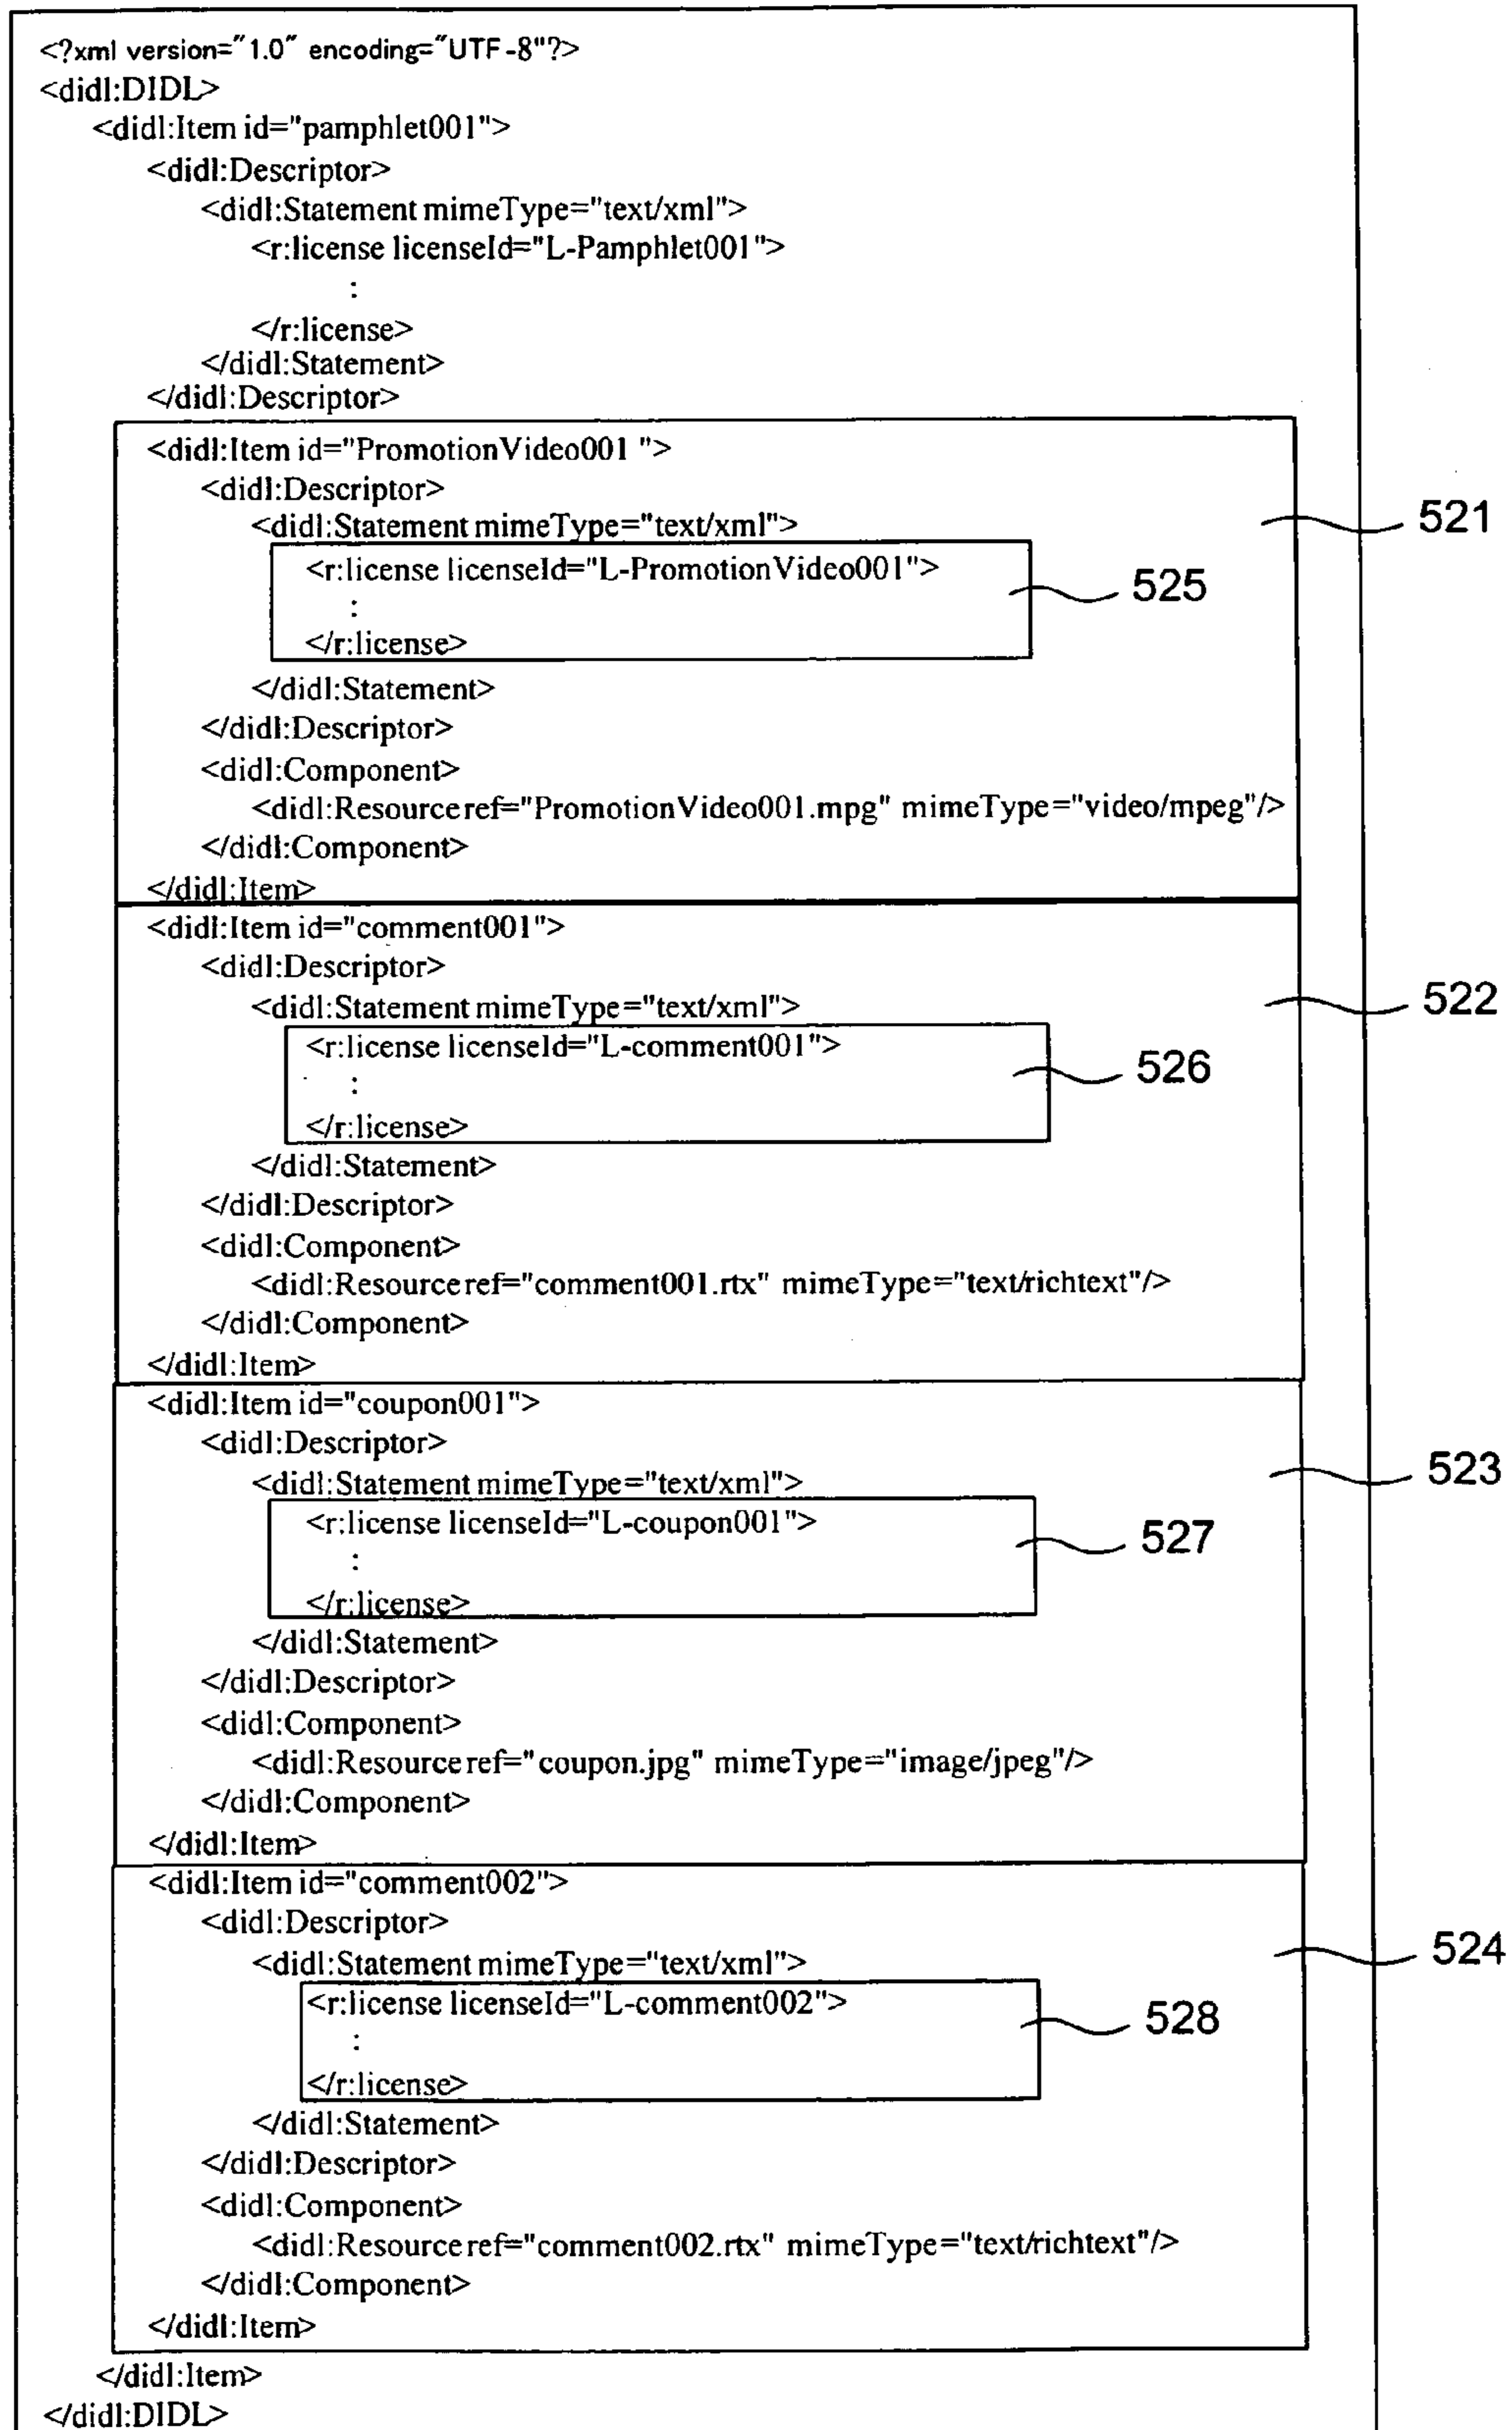 <?xml version="1.0" encoding="UTF-8"?>
<didl:DIDL>
<didl:Item id="pamphlet001">
<didl:Descriptor>
<didl:Statement mimeType="text/xml">
<r:license licenseId="L-Pamphlet001">
:
</r:license>
</didl:Statement>
</didl:Descriptor>
<didl:Item id="PromotionVideo001 ">
<didl:Descriptor>
<didl:Statement mimeType="text/xml">
521
<r:license licenseId="L-PromotionVideo001">
525
:
</r:license>
</didl:Statement>
</didl:Descriptor>
<didl:Component>
<didl:Resource ref="PromotionVideo001.mpg" mimeType="video/mpeg"/>
</didl:Component>
</didl:Item>
<didl:Item id="comment001">
<didl:Descriptor>
<didl:Statement mimeType="text/xml">
522
<r:license licenseId="L-comment001">
526
:
</r:license>
</didl:Statement>
</didl:Descriptor>
<didl:Component>
<didl:Resource ref="comment001.rtx" mimeType="text/richtext"/>
</didl:Component>
</didl:Item>
<didl:Item id="coupon001">
<didl:Descriptor>
<didl:Statement mimeType="text/xml">
523
<r:license licenseId="L-coupon001">
527
:
</r:license>
</didl:Statement>
</didl:Descriptor>
<didl:Component>
<didl:Resource ref="coupon.jpg" mimeType="image/jpeg"/>
</didl:Component>
</didl:Item>
<didl:Item id="comment002">
<didl:Descriptor>
<didl:Statement mimeType="text/xml">
524
<r:license licenseId="L-comment002">
528
:
</r:license>
</didl:Statement>
</didl:Descriptor>
<didl:Component>
<didl:Resource ref="comment002.rtx" mimeType="text/richtext"/>
</didl:Component>
</didl:Item>
</didl:Item>
</didl:DIDL>